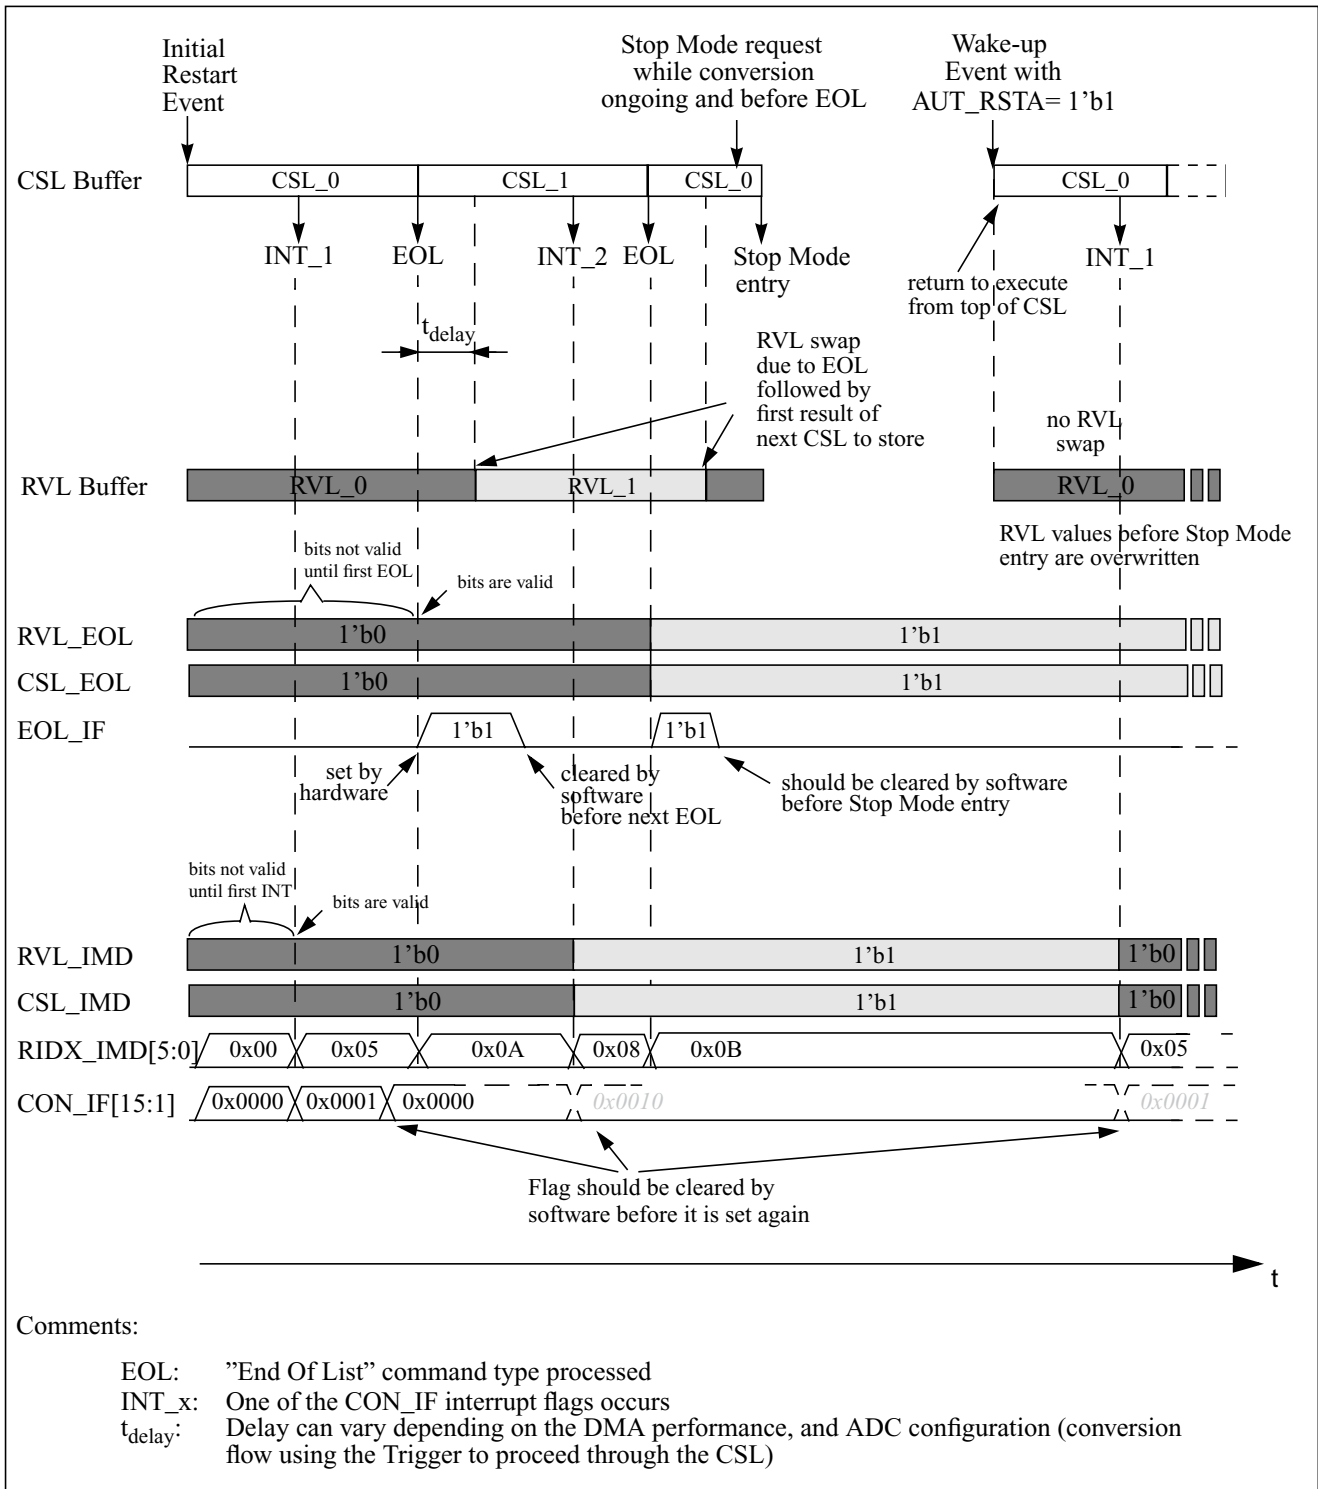 Initial
Restart
Event
Stop Mode request
while conversion
ongoing and before EOL
Wake-up
Event with
AUT_RSTA= 1’b1
CSL Buffer
CSL_0
CSL_1
CSL_0
CSL_0
INT_1
EOL
INT_2
EOL
Stop Mode
entry
INT_1
return to execute
from top of CSL
tdelay
RVL swap
due to EOL
followed by
first result of
next CSL to store
no RVL
swap
RVL Buffer
RVL_0
RVL_1
RVL_0
RVL values before Stop Mode
entry are overwritten
bits not valid
until first EOL
bits are valid
RVL_EOL
1’b0
1’b1
CSL_EOL
1’b0
1’b1
EOL_IF
1’b1
1’b1
set by
hardware
cleared by
software
before next EOL
should be cleared by software
before Stop Mode entry
bits not valid
until first INT
bits are valid
RVL_IMD
1’b0
1’b1
1’b0
CSL_IMD
1’b0
1’b1
1’b0
RIDX_IMD[5:0]
0x00
0x05
0x0A
0x08
0x0B
0x05
CON_IF[15:1]
0x0000
0x0001
0x0000
0x0010
0x0001
Flag should be cleared by
software before it is set again
t
Comments:
EOL: ”End Of List” command type processed
INT_x: One of the CON_IF interrupt flags occurs
tdelay: Delay can vary depending on the DMA performance, and ADC configuration (conversion
flow using the Trigger to proceed through the CSL)